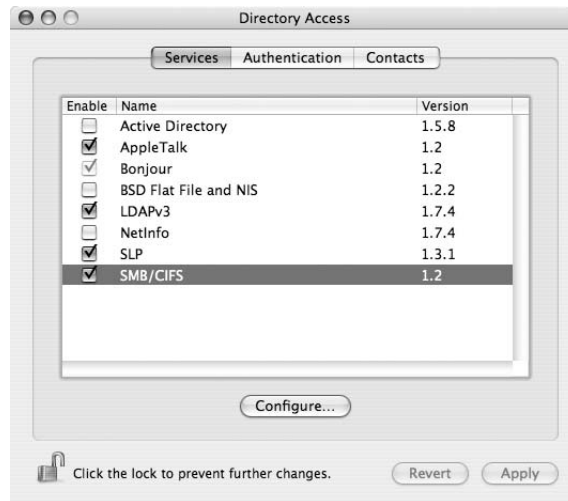 Directory Access
Services Authentication Contacts
Enable Name Version
Active Directory 1.5.8
AppleTalk 1.2
Bonjour 1.2
BSD Flat File and NIS 1.2.2
LDAPv3 1.7.4
NetInfo 1.7.4
SLP 1.3.1
SMB/CIFS 1.2
Configure...
Click the lock to prevent further changes. Revert Apply